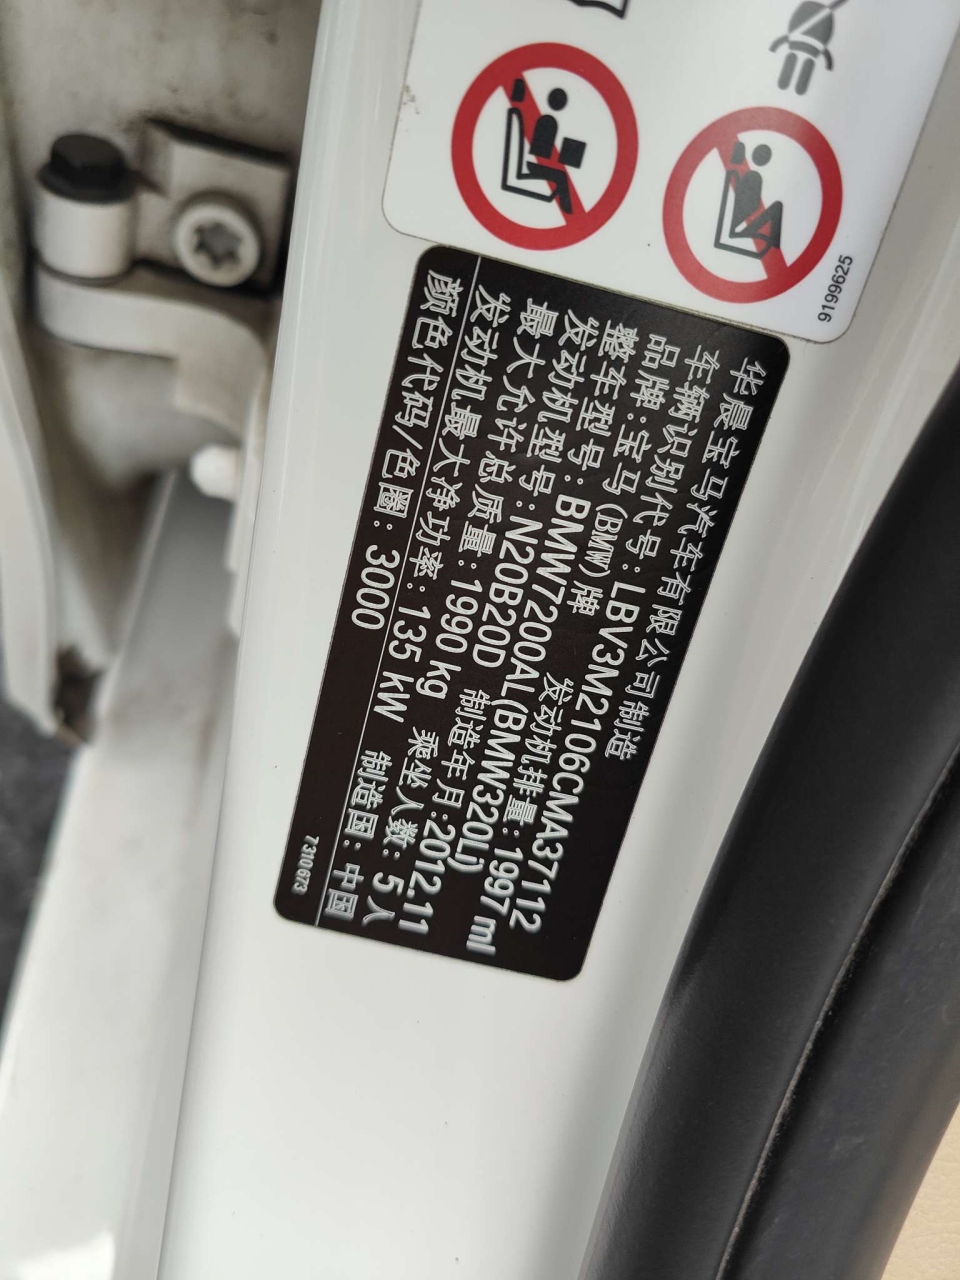 9199625
华晨宝马汽车有限公司制造
车辆识别代号: LBV3M2106CMA37112
品牌: 宝马 (BMW) 牌 发动机排量: 1997 ml
整车型号: BMW7200AL(BMW320Li)
发动机型号: N20B20D 制造年月: 2012.11
最大允许总质量: 1990 kg 乘坐人数: 5 人
发动机最大净功率: 135 kW 制造国: 中国
颜色代码/色圈: 3000
7 310673